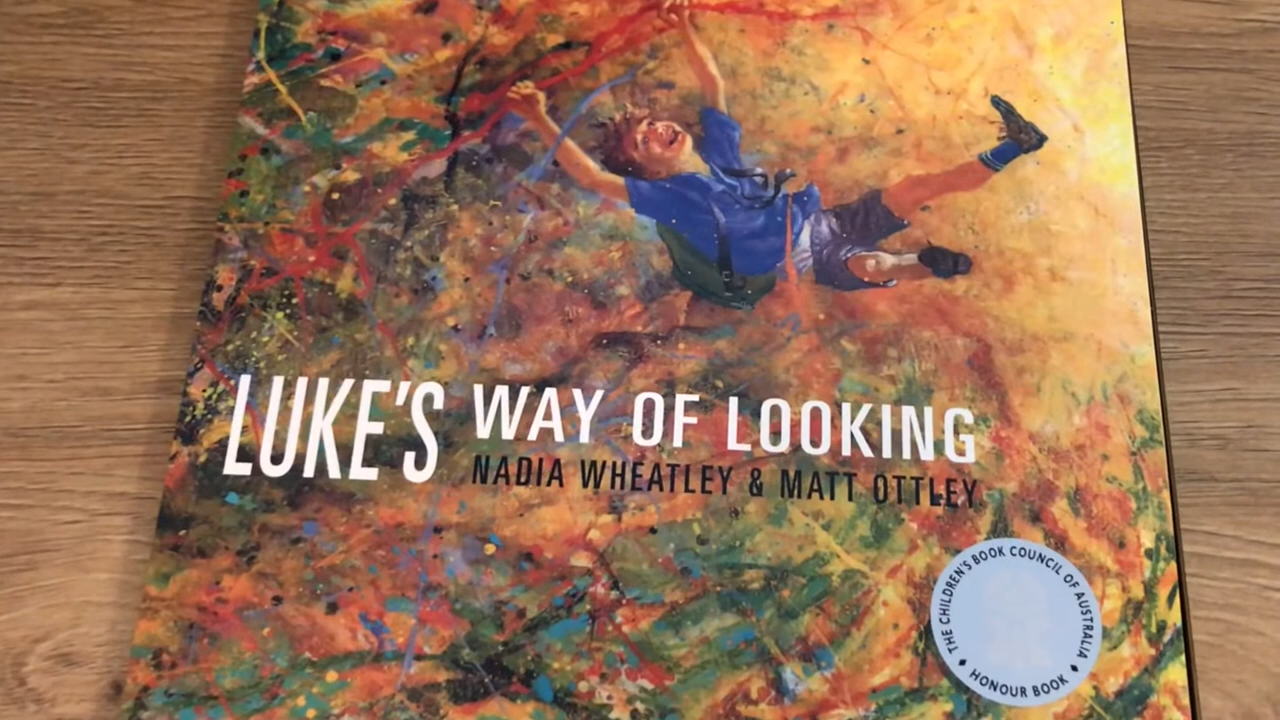 LUKE'S WAY OF LOOKING
NADIA WHEATLEY & MATT OTTLEY
THE CHILDREN'S BOOK COUNCIL OF AUSTRALIA
HONOUR BOOK